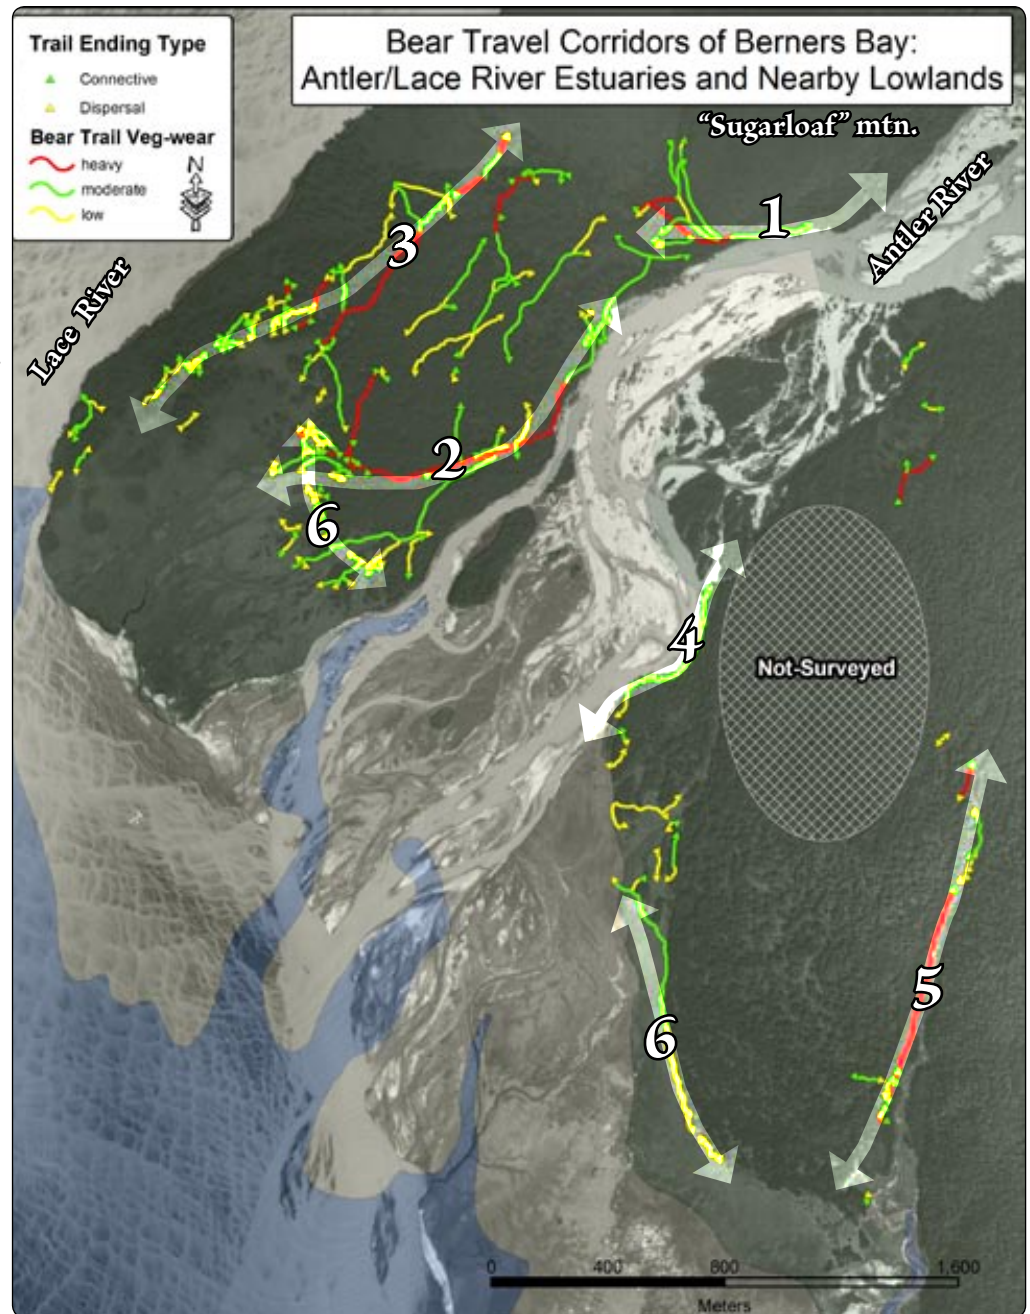 Trail Ending Type
Connective
Dispersal
Bear Trail Veg-wear
heavy
moderate
low
N
Bear Travel Corridors of Berners Bay:
Antler/Lace River Estuaries and Nearby Lowlands
“Sugarloaf” mtn.
Antler River
Lace River
1
3
2
6
4
Not-Surveyed
5
6
0 400 800 1,600
Meters